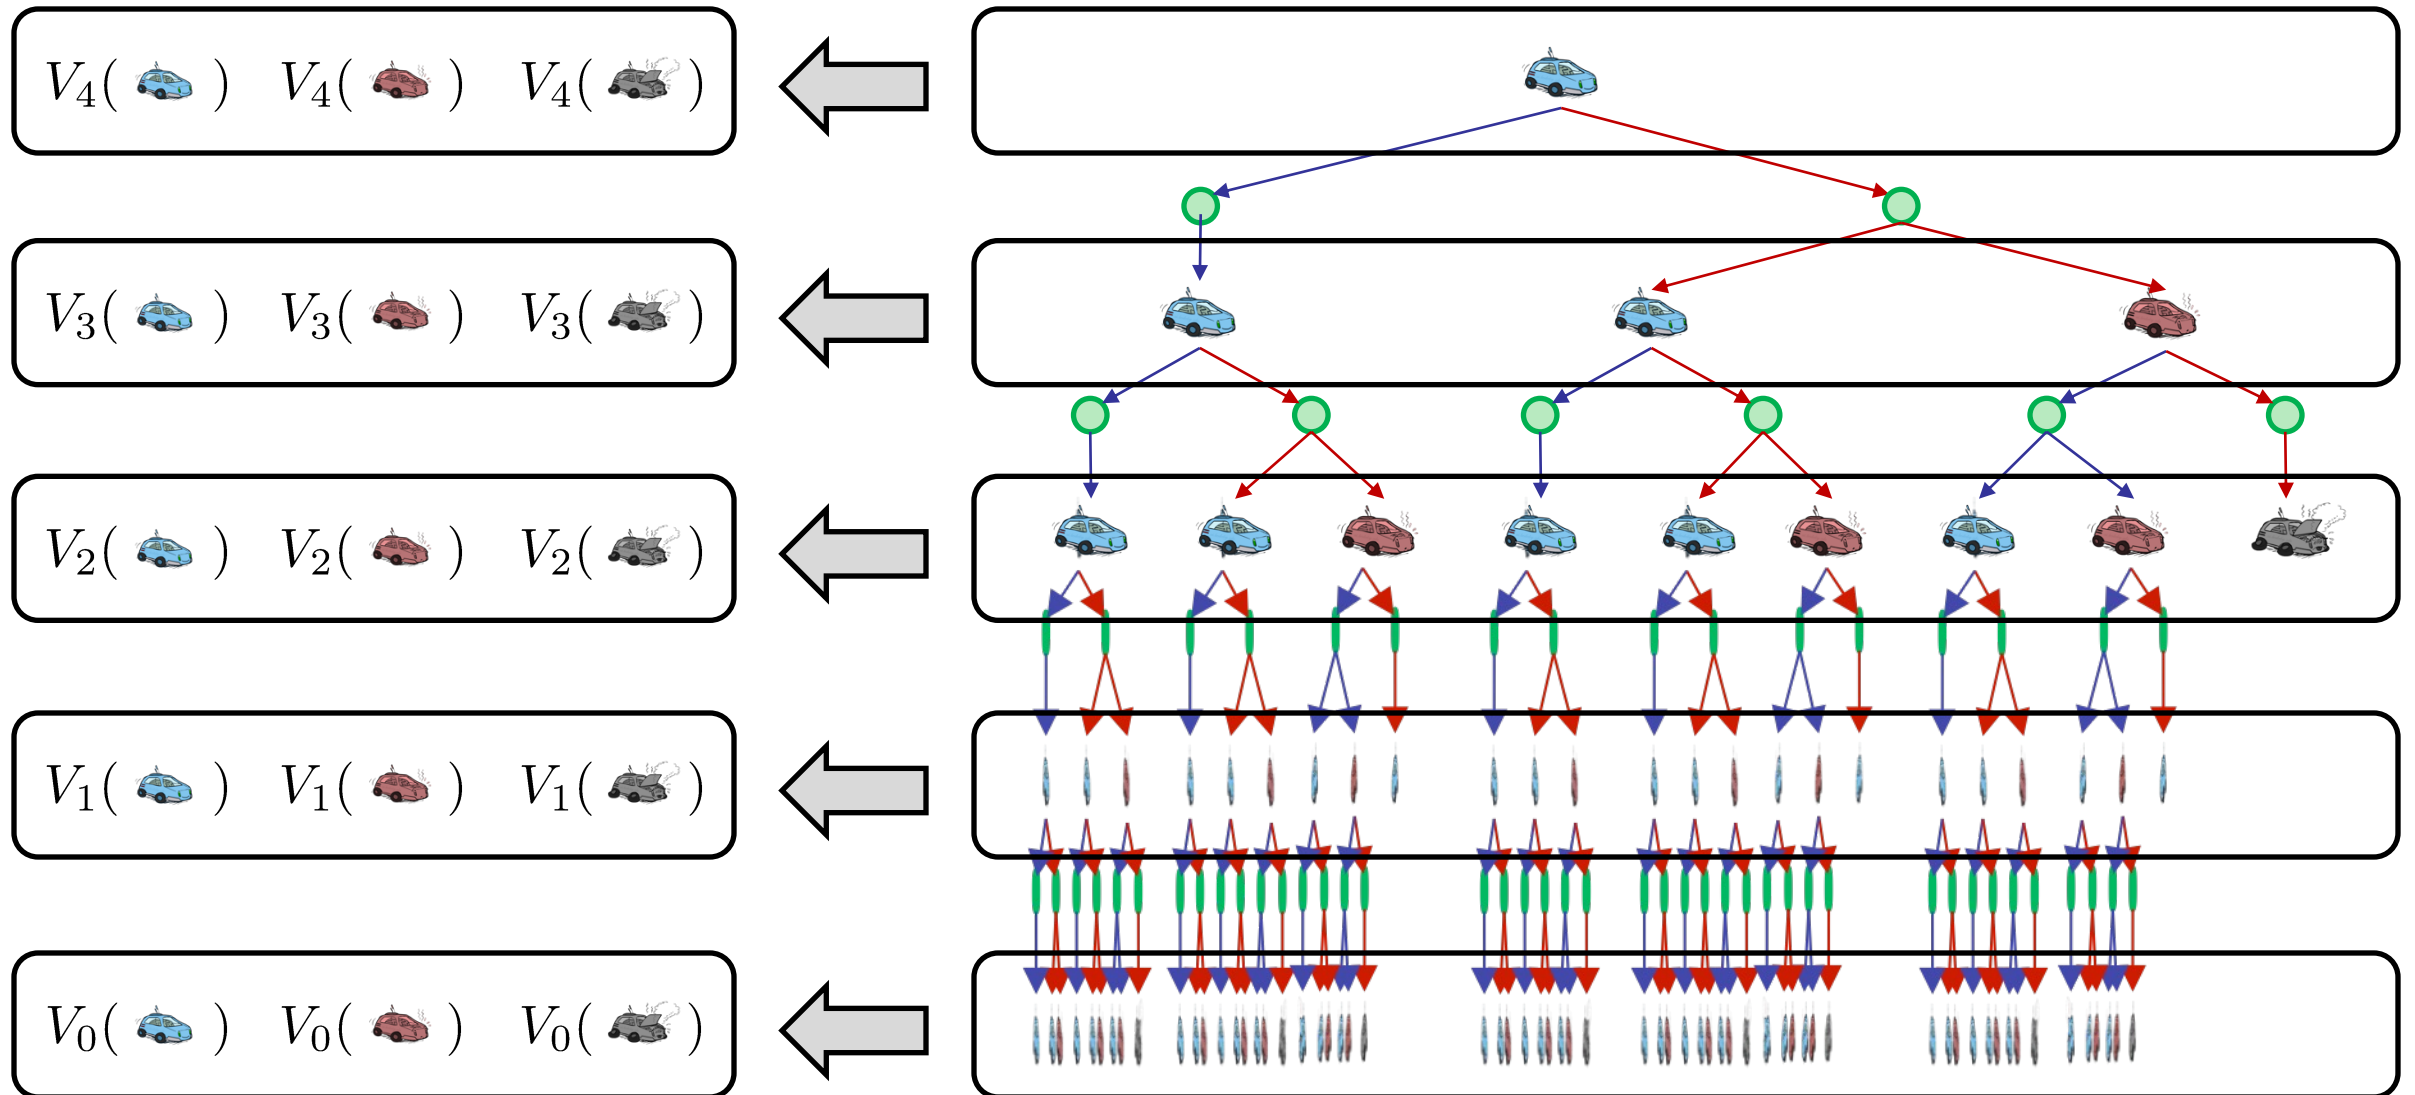 V₄( ) V₄( ) V₄( )
V₃( ) V₃( ) V₃( )
V₂( ) V₂( ) V₂( )
V₁( ) V₁( ) V₁( )
V₀( ) V₀( ) V₀( )